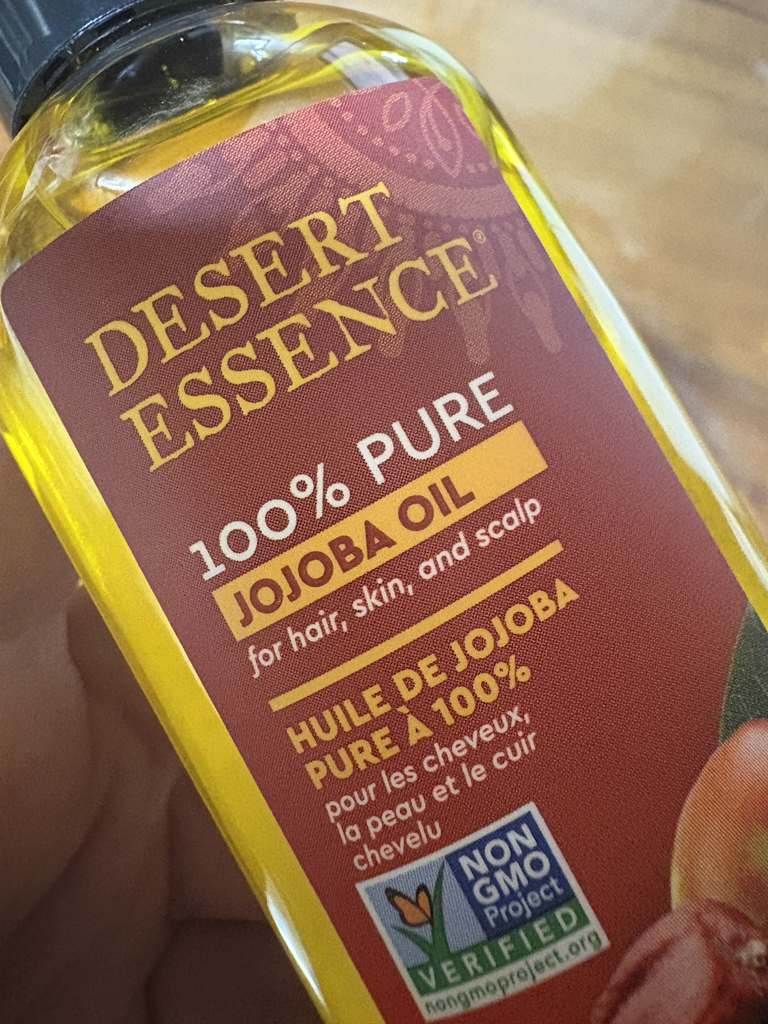 DESERT
ESSENCE®
100% PURE
JOJOBA OIL
for hair, skin, and scalp
HUILE DE JOJOBA
PURE À 100%
pour les cheveux,
la peau et le cuir
chevelu
NON
GMO
Project
VERIFIED
nongmoproject.org